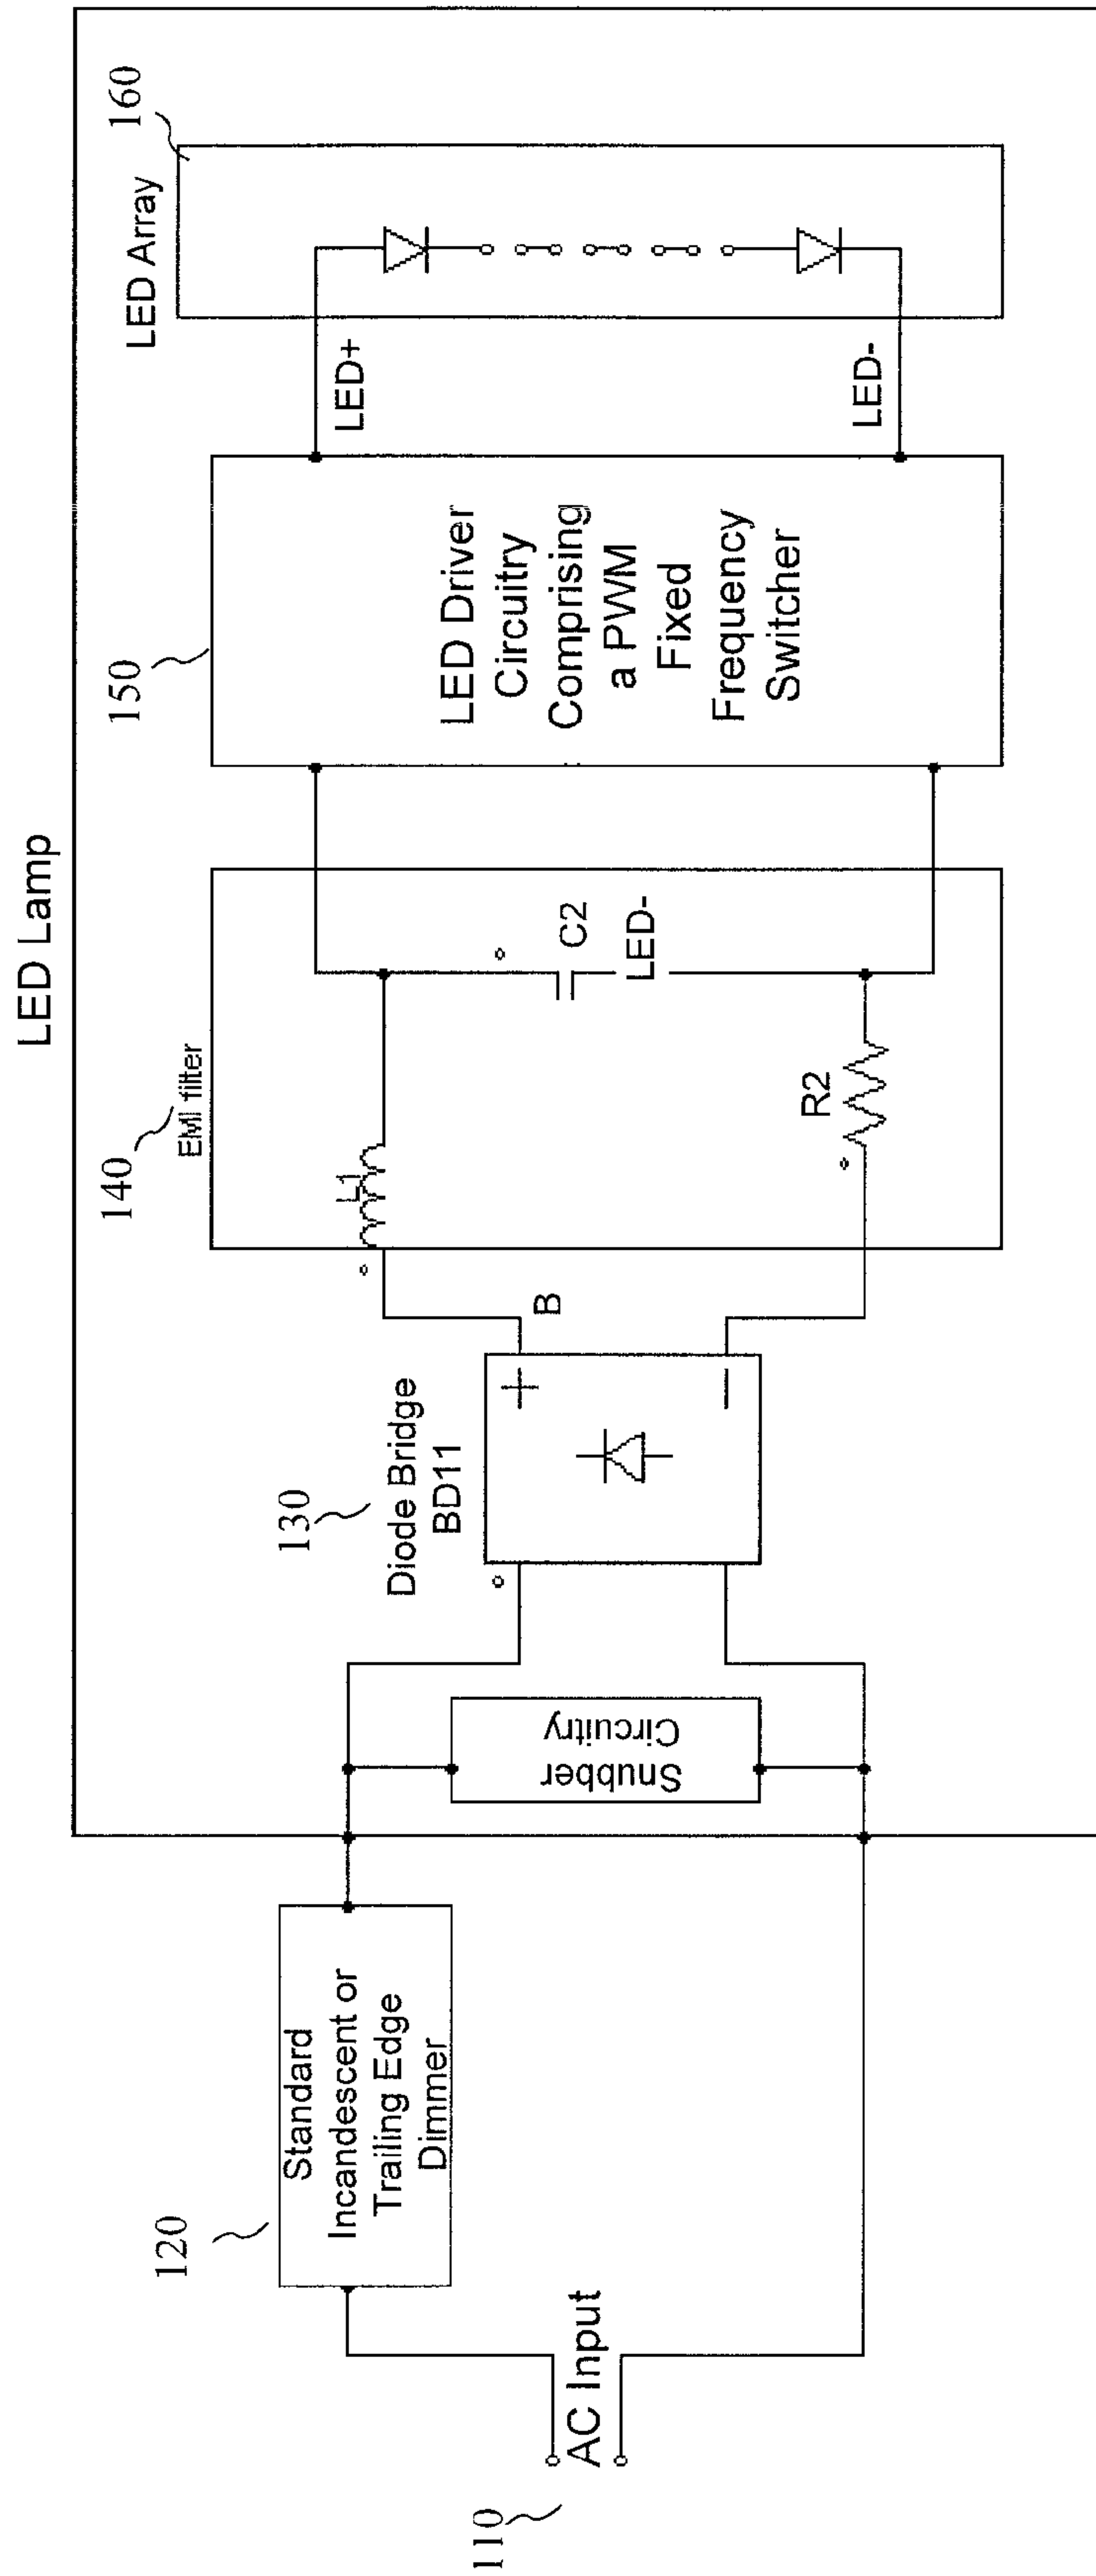 LED Lamp
110
AC Input
120
Standard
Incandescent or
Trailing Edge
Dimmer
Snubber
Circuitry
130
Diode Bridge
BD11
+
−
B
140
EMI filter
L1
C2
LED-
R2
150
LED Driver
Circuitry
Comprising
a PWM
Fixed
Frequency
Switcher
LED+
LED-
LED Array
160